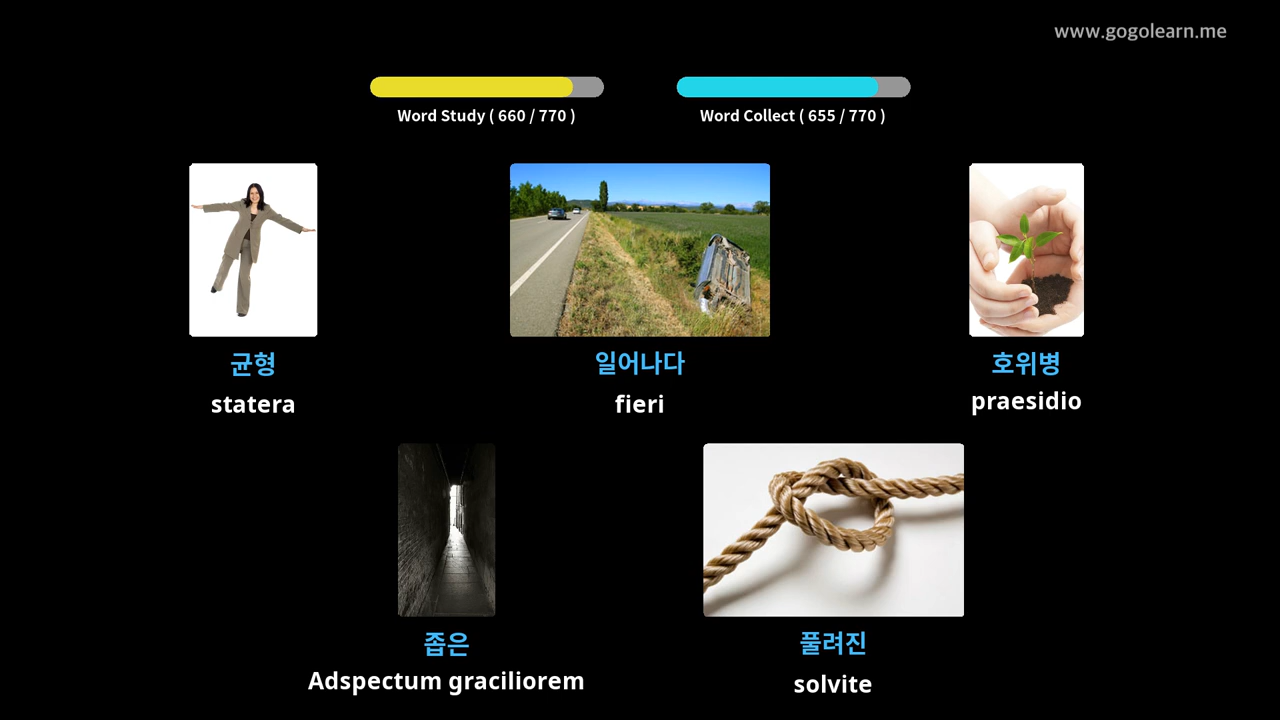 www.gogolearn.me
Word Study ( 660 / 770 )
Word Collect ( 655 / 770 )
균형
statera
일어나다
fieri
호위병
praesidio
좁은
Adspectum graciliorem
풀려진
solvite